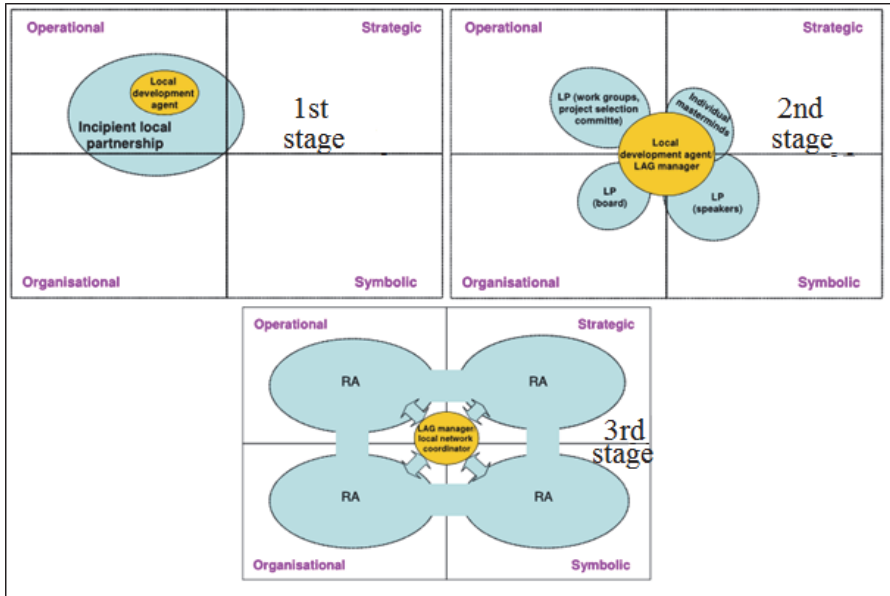 Operational
Strategic
Local
development
agent
Incipient local
partnership
1st
stage
Organisational
Symbolic
Operational
Strategic
LP (work groups,
project selection
committe)
Individual
masterminds
Local
development agent/
LAG manager
2nd
stage
LP
(board)
LP
(speakers)
Organisational
Symbolic
Operational
Strategic
RA
RA
LAG manager
local network
coordinator
3rd
stage
RA
RA
Organisational
Symbolic